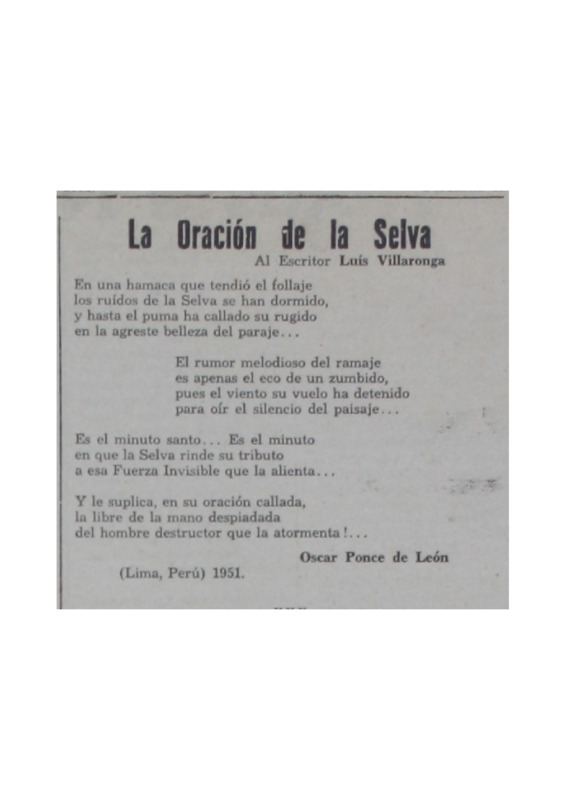 La Oración de la Selva
Al Escritor Luis Villaronga
En una hamaca que tendió el follaje
los ruídos de la Selva se han dormido,
y hasta el puma ha callado su rugido
en la agreste belleza del paraje...
El rumor melodioso del ramaje
es apenas el eco de un zumbido,
pues el viento su vuelo ha detenido
para oír el silencio del paisaje...
Es el minuto santo... Es el minuto
en que la Selva rinde su tributo
a esa Fuerza Invisible que la alienta...
Y le suplica, en su oración callada,
la libre de la mano despiadada
del hombre destructor que la atormenta!...
Oscar Ponce de León
(Lima, Perú) 1951.